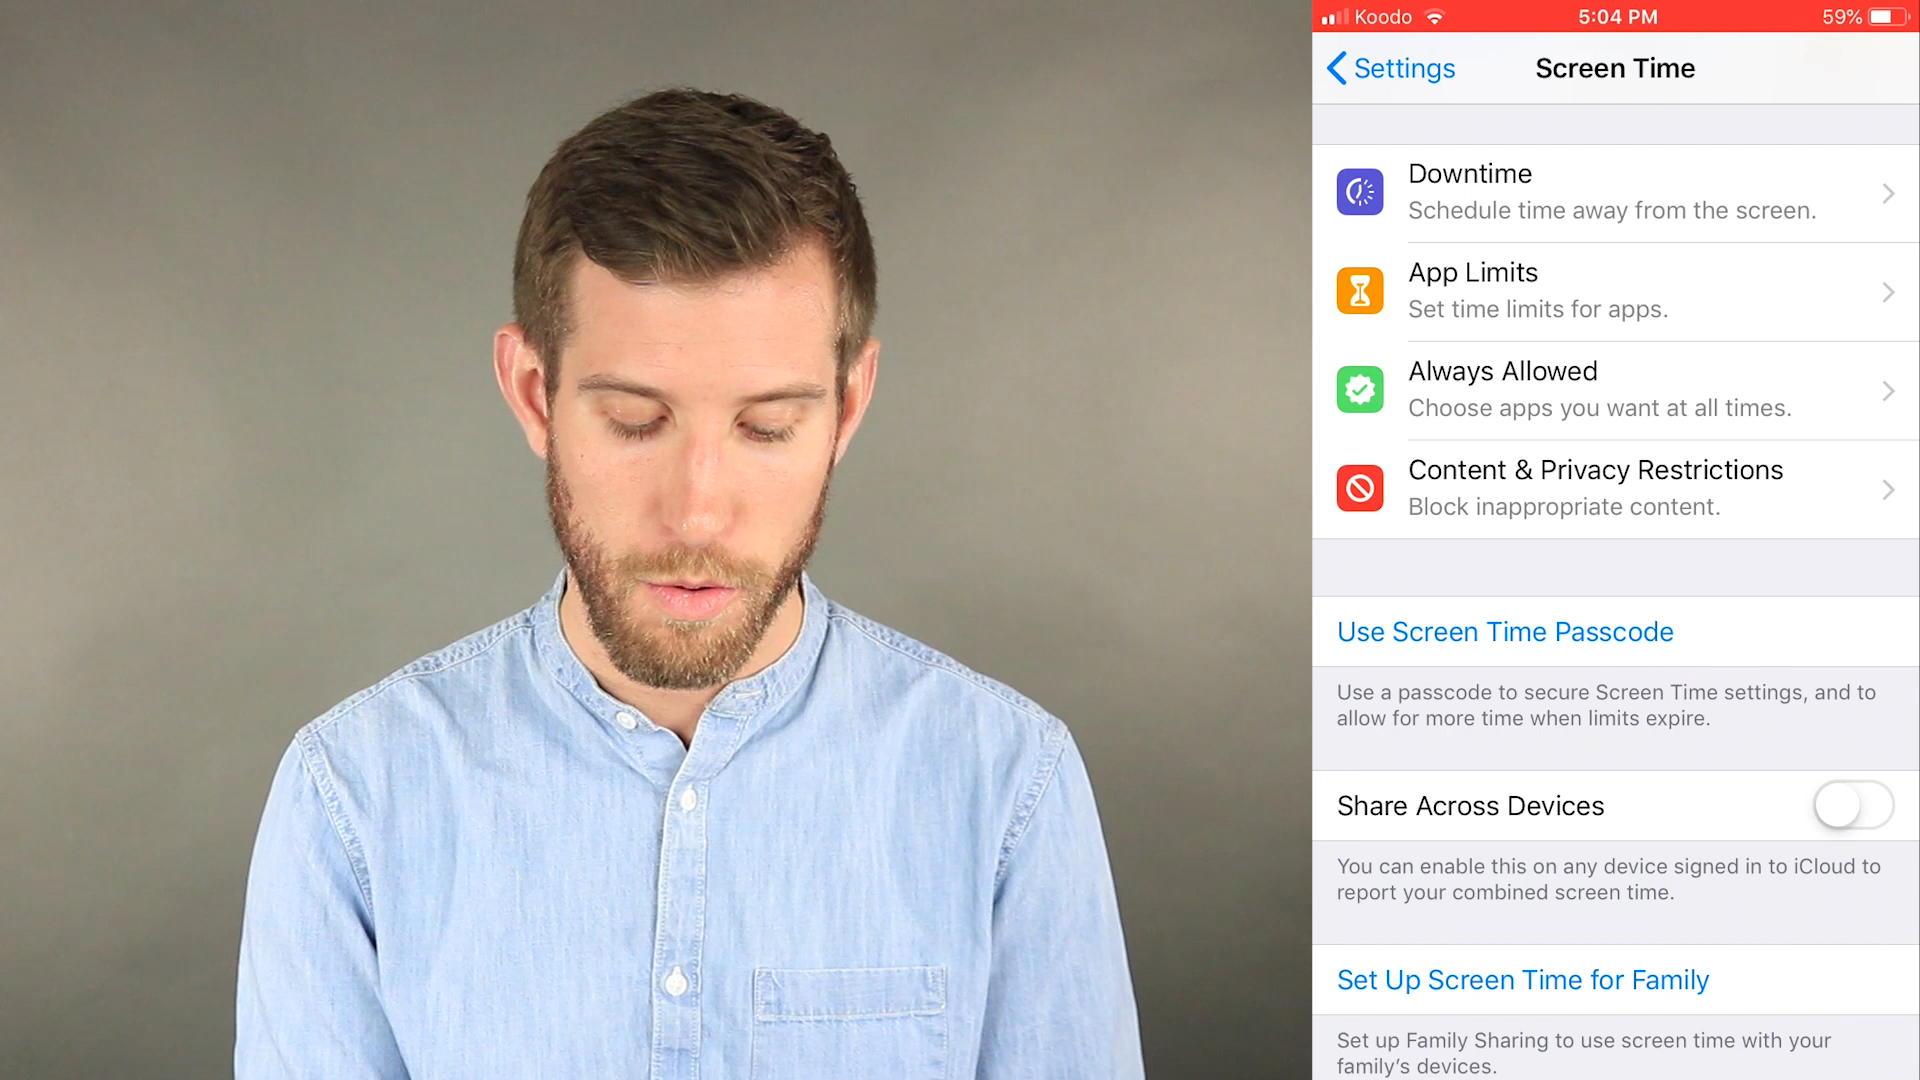 Koodo 5:04 PM 59%
Settings Screen Time
Downtime
Schedule time away from the screen.
App Limits
Set time limits for apps.
Always Allowed
Choose apps you want at all times.
Content & Privacy Restrictions
Block inappropriate content.
Use Screen Time Passcode
Use a passcode to secure Screen Time settings, and to
allow for more time when limits expire.
Share Across Devices
You can enable this on any device signed in to iCloud to
report your combined screen time.
Set Up Screen Time for Family
Set up Family Sharing to use screen time with your
family’s devices.